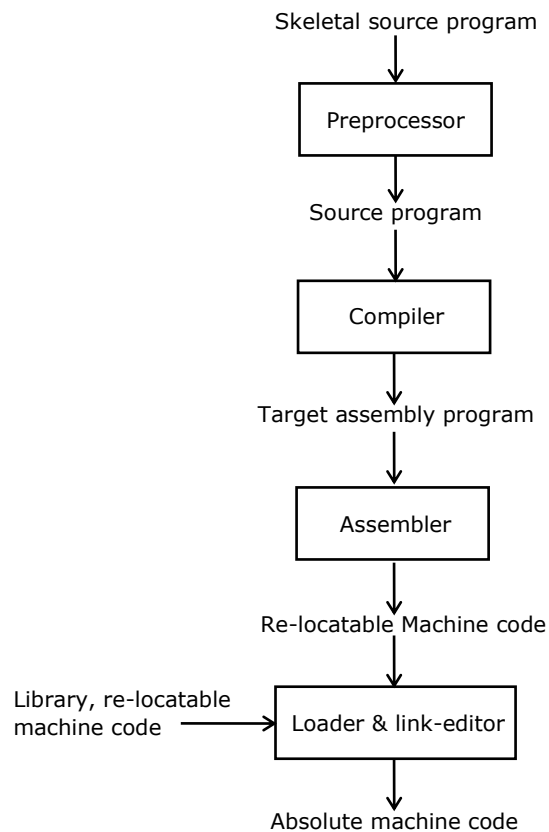 Skeletal source program
Preprocessor
Source program
Compiler
Target assembly program
Assembler
Re-locatable Machine code
Library, re-locatable
machine code
Loader & link-editor
Absolute machine code